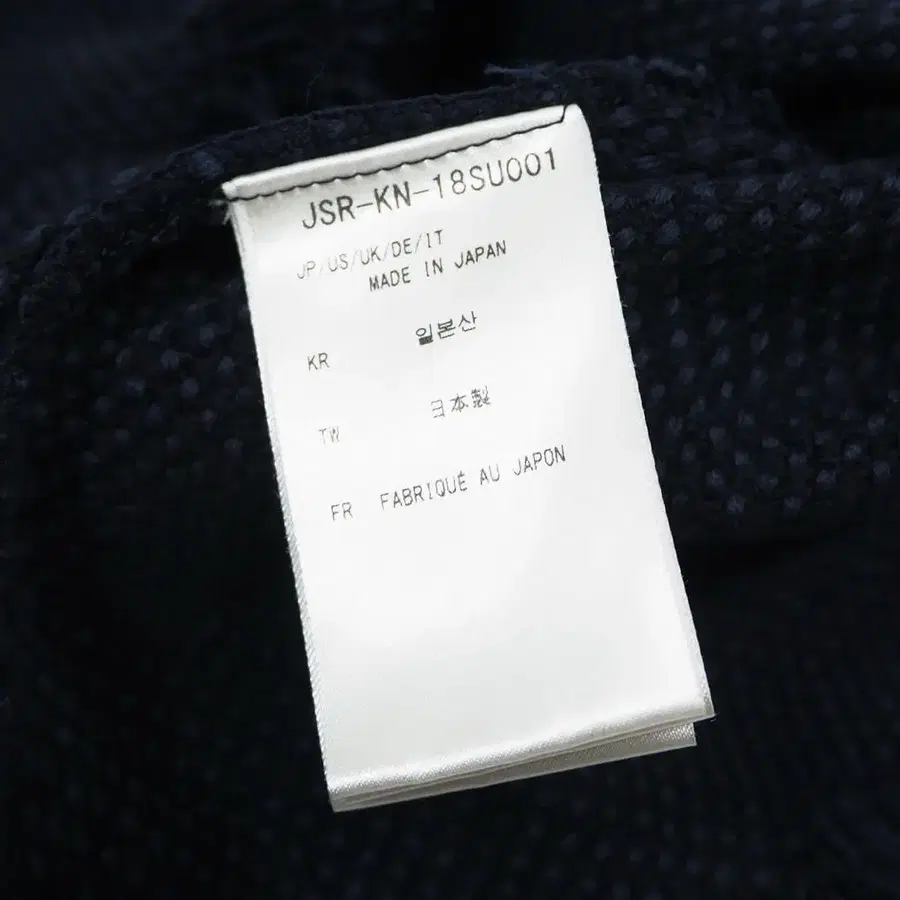 JSR-KN-18SU001
JP/US/UK/DE/IT
MADE IN JAPAN
KR 일본산
TW 日本製
FR FABRIQUÉ AU JAPON